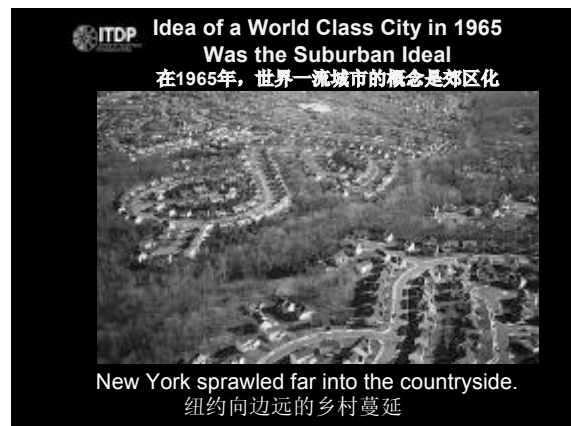 ITDP
Idea of a World Class City in 1965
Was the Suburban Ideal
在1965年，世界一流城市的概念是郊区化
New York sprawled far into the countryside.
纽约向边远的乡村蔓延